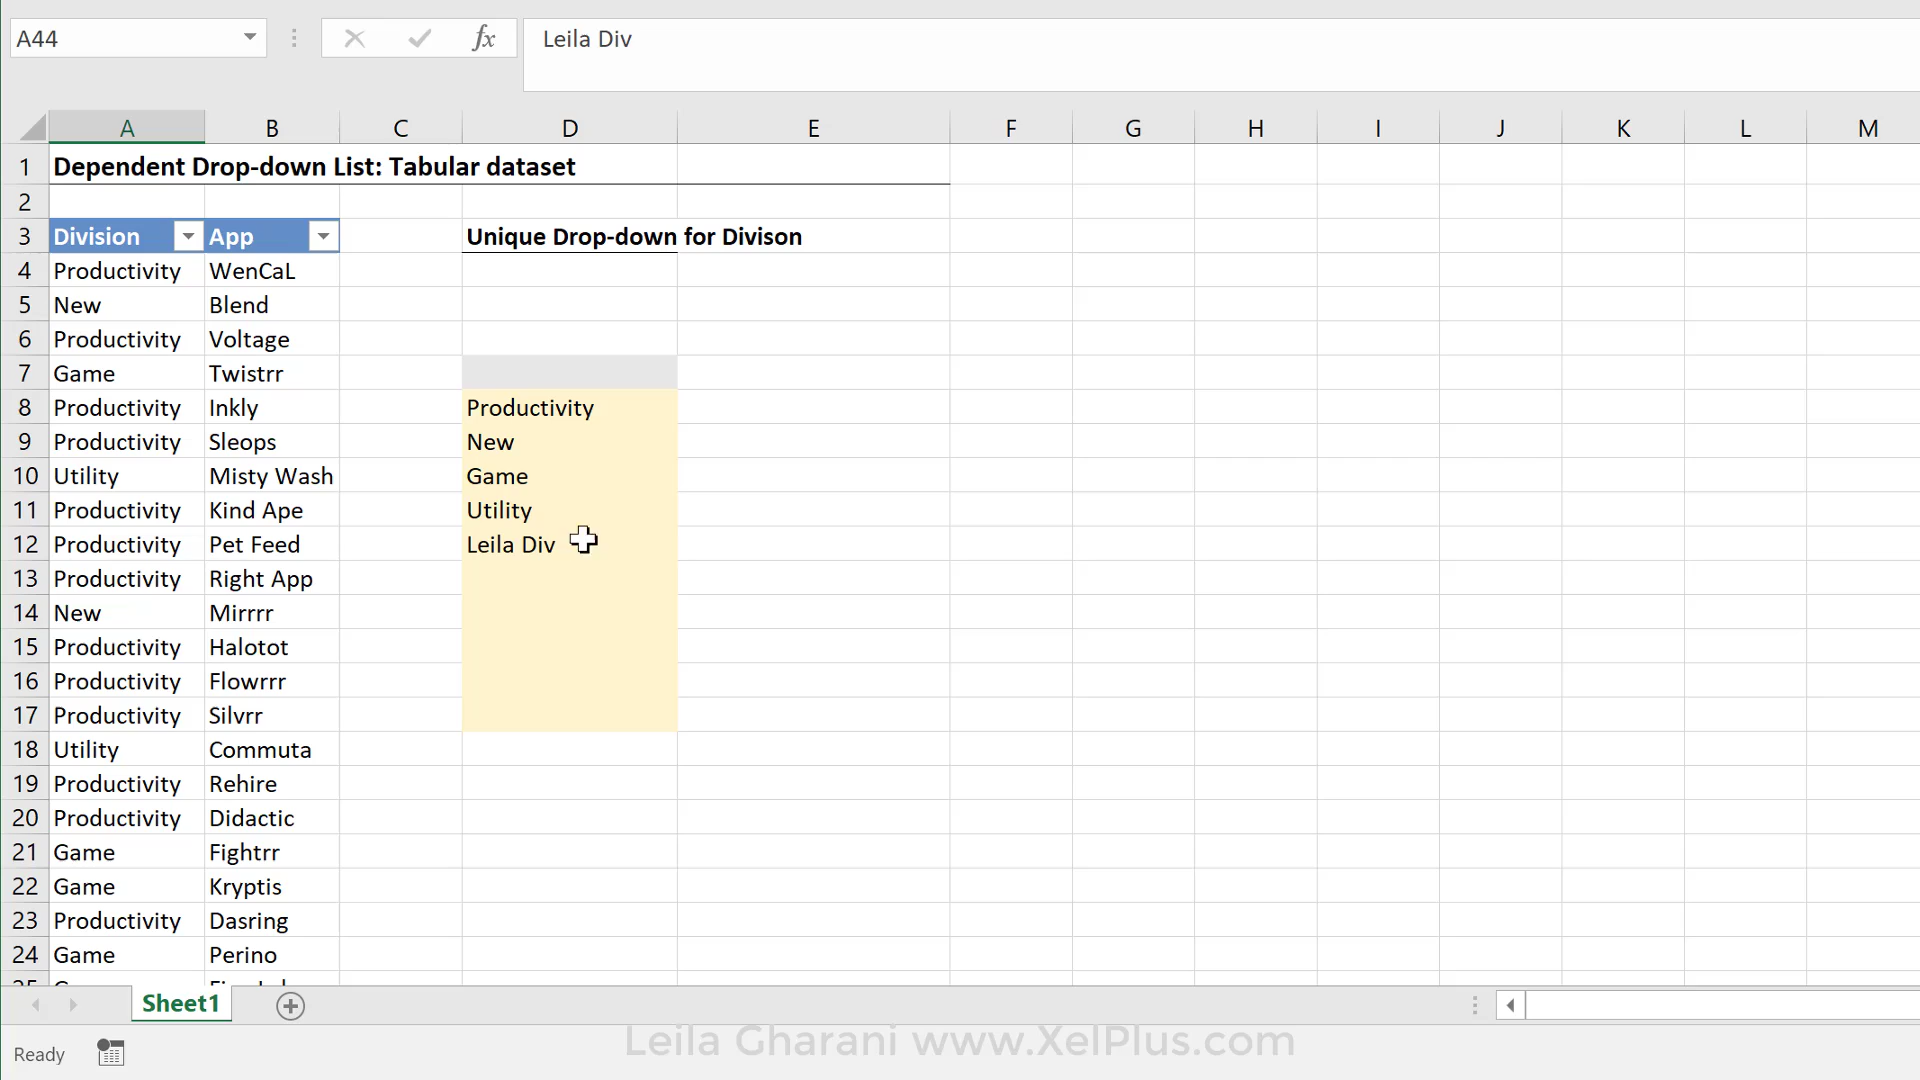 A44 fx Leila Div
A B C D E F G H I J K L M
1 Dependent Drop-down List: Tabular dataset
2
3 Division App Unique Drop-down for Divison
4 Productivity WenCaL
5 New Blend
6 Productivity Voltage
7 Game Twistrr
8 Productivity Inkly Productivity
9 Productivity Sleops New
10 Utility Misty Wash Game
11 Productivity Kind Ape Utility
12 Productivity Pet Feed Leila Div
13 Productivity Right App
14 New Mirrrr
15 Productivity Halotot
16 Productivity Flowrrr
17 Productivity Silvrr
18 Utility Commuta
19 Productivity Rehire
20 Productivity Didactic
21 Game Fightrr
22 Game Kryptis
23 Productivity Dasring
24 Game Perino
Sheet1
Leila Gharani www.XelPlus.com
Ready